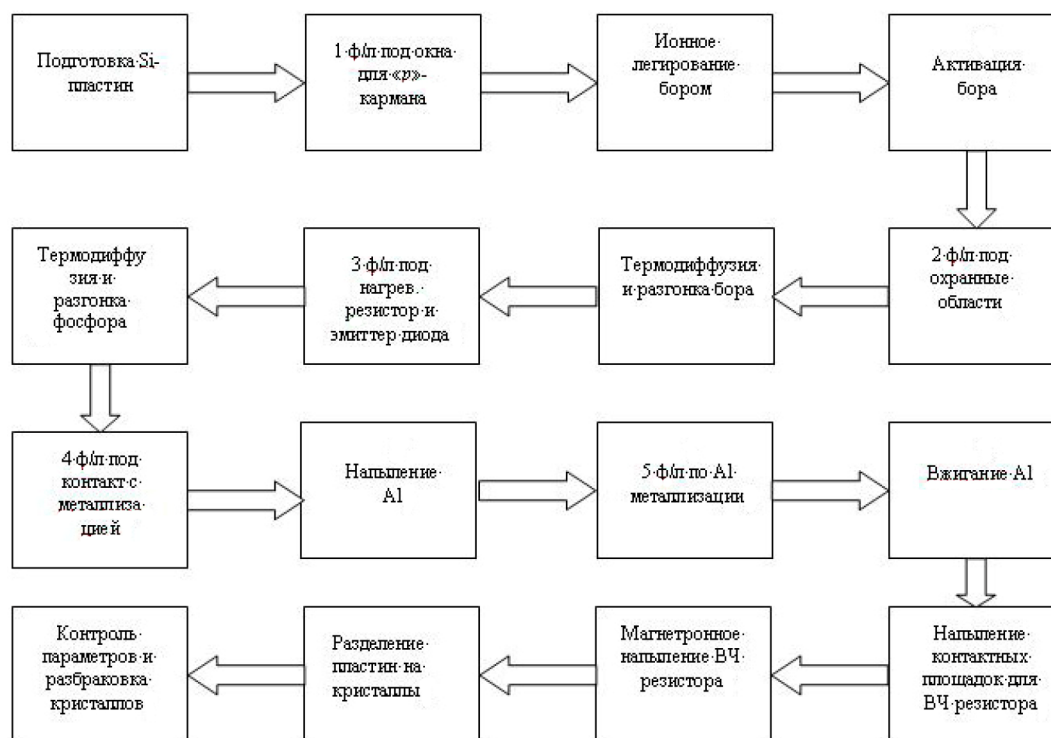 Подготовка Si-
пластин
1 ф/л под окна
для «р»-
кармана
Ионное
легирование
бором
Активация
бора
Термодиффу
зия и
разгонка
фосфора
3 ф/л под
нагрев.
резистор и
эмиттер диода
Термодиффузия
и разгонка бора
2 ф/л под
охранные
области
4 ф/л под
контакт с
металлиза
цией
Напыление
Al
5 ф/л по Al
металлизации
Вжигание Al
Контроль
параметров и
разбраковка
кристаллов
Разделение
пластин на
кристаллы
Магнетронное
напыление ВЧ
резистора
Напыление
контактных
площадок для
ВЧ резистора